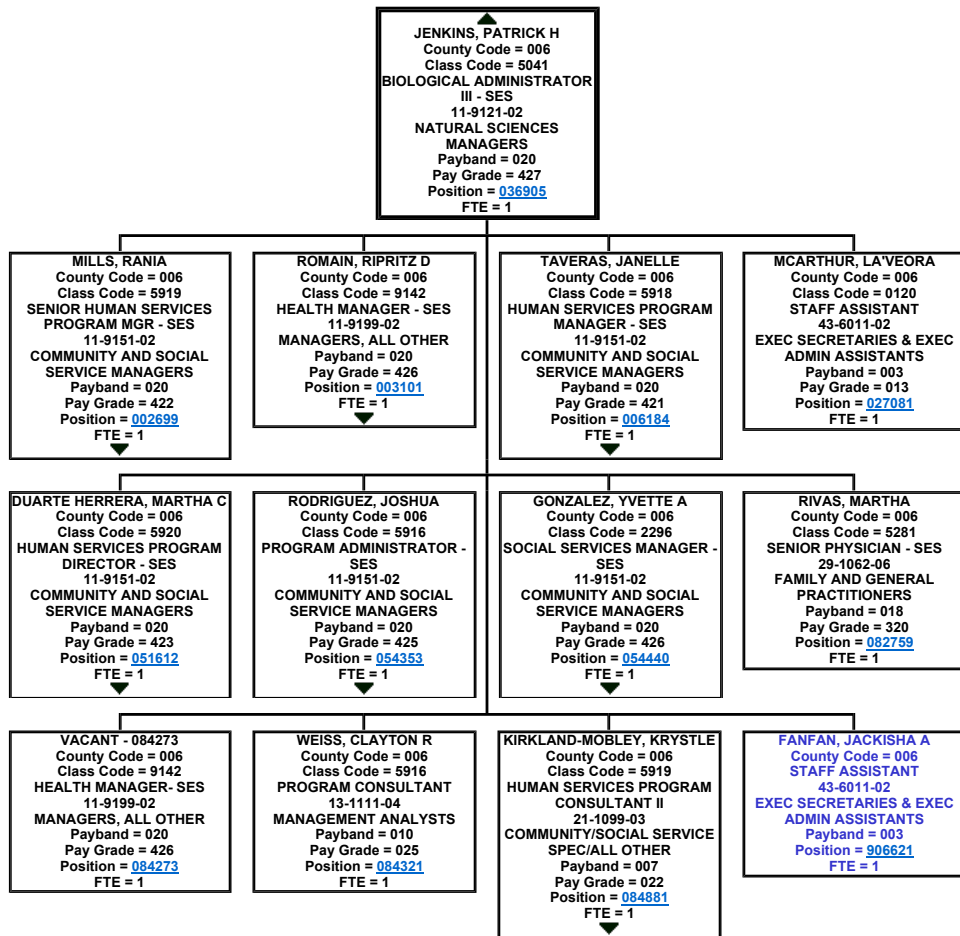 JENKINS, PATRICK H
County Code = 006
Class Code = 5041
BIOLOGICAL ADMINISTRATOR
III - SES
11-9121-02
NATURAL SCIENCES
MANAGERS
Payband = 020
Pay Grade = 427
Position = 036905
FTE = 1
MILLS, RANIA
County Code = 006
Class Code = 5919
SENIOR HUMAN SERVICES
PROGRAM MGR - SES
11-9151-02
COMMUNITY AND SOCIAL
SERVICE MANAGERS
Payband = 020
Pay Grade = 422
Position = 002699
FTE = 1
ROMAIN, RIPRITZ D
County Code = 006
Class Code = 9142
HEALTH MANAGER - SES
11-9199-02
MANAGERS, ALL OTHER
Payband = 020
Pay Grade = 426
Position = 003101
FTE = 1
TAVERAS, JANELLE
County Code = 006
Class Code = 5918
HUMAN SERVICES PROGRAM
MANAGER - SES
11-9151-02
COMMUNITY AND SOCIAL
SERVICE MANAGERS
Payband = 020
Pay Grade = 421
Position = 006184
FTE = 1
MCARTHUR, LA'VEORA
County Code = 006
Class Code = 0120
STAFF ASSISTANT
43-6011-02
EXEC SECRETARIES & EXEC
ADMIN ASSISTANTS
Payband = 003
Pay Grade = 013
Position = 027081
FTE = 1
DUARTE HERRERA, MARTHA C
County Code = 006
Class Code = 5920
HUMAN SERVICES PROGRAM
DIRECTOR - SES
11-9151-02
COMMUNITY AND SOCIAL
SERVICE MANAGERS
Payband = 020
Pay Grade = 423
Position = 051612
FTE = 1
RODRIGUEZ, JOSHUA
County Code = 006
Class Code = 5916
PROGRAM ADMINISTRATOR -
SES
11-9151-02
COMMUNITY AND SOCIAL
SERVICE MANAGERS
Payband = 020
Pay Grade = 425
Position = 054353
FTE = 1
GONZALEZ, YVETTE A
County Code = 006
Class Code = 2296
SOCIAL SERVICES MANAGER -
SES
11-9151-02
COMMUNITY AND SOCIAL
SERVICE MANAGERS
Payband = 020
Pay Grade = 426
Position = 054440
FTE = 1
RIVAS, MARTHA
County Code = 006
Class Code = 5281
SENIOR PHYSICIAN - SES
29-1062-06
FAMILY AND GENERAL
PRACTITIONERS
Payband = 018
Pay Grade = 320
Position = 082759
FTE = 1
VACANT - 084273
County Code = 006
Class Code = 9142
HEALTH MANAGER- SES
11-9199-02
MANAGERS, ALL OTHER
Payband = 020
Pay Grade = 426
Position = 084273
FTE = 1
WEISS, CLAYTON R
County Code = 006
Class Code = 5916
PROGRAM CONSULTANT
13-1111-04
MANAGEMENT ANALYSTS
Payband = 010
Pay Grade = 025
Position = 084321
FTE = 1
KIRKLAND-MOBLEY, KRYSTLE
County Code = 006
Class Code = 5919
HUMAN SERVICES PROGRAM
CONSULTANT II
21-1099-03
COMMUNITY/SOCIAL SERVICE
SPEC/ALL OTHER
Payband = 007
Pay Grade = 022
Position = 084881
FTE = 1
FANFAN, JACKISHA A
County Code = 006
STAFF ASSISTANT
43-6011-02
EXEC SECRETARIES & EXEC
ADMIN ASSISTANTS
Payband = 003
Position = 906621
FTE = 1